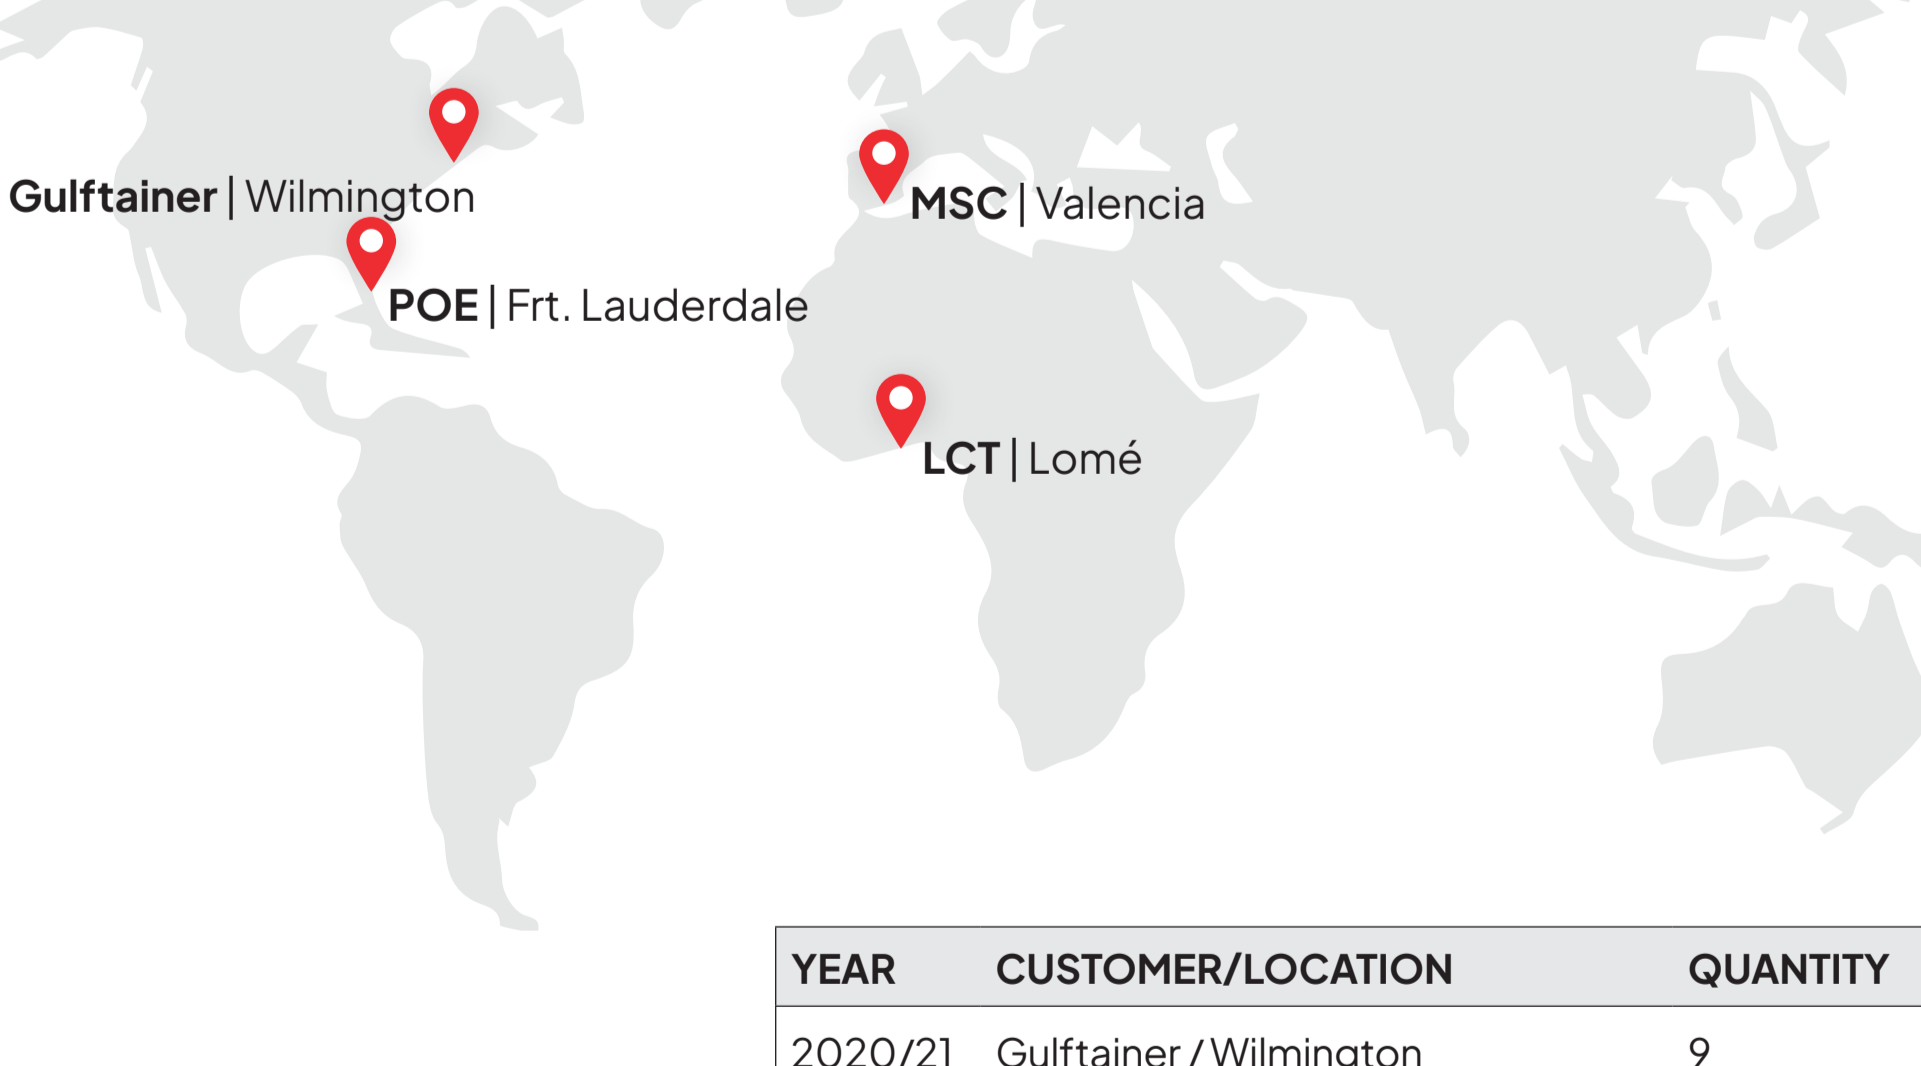 Gulftainer | Wilmington
MSC | Valencia
POE | Frt. Lauderdale
LCT | Lomé
YEAR CUSTOMER/LOCATION QUANTITY
2020/21 Gulftainer / Wilmington 9